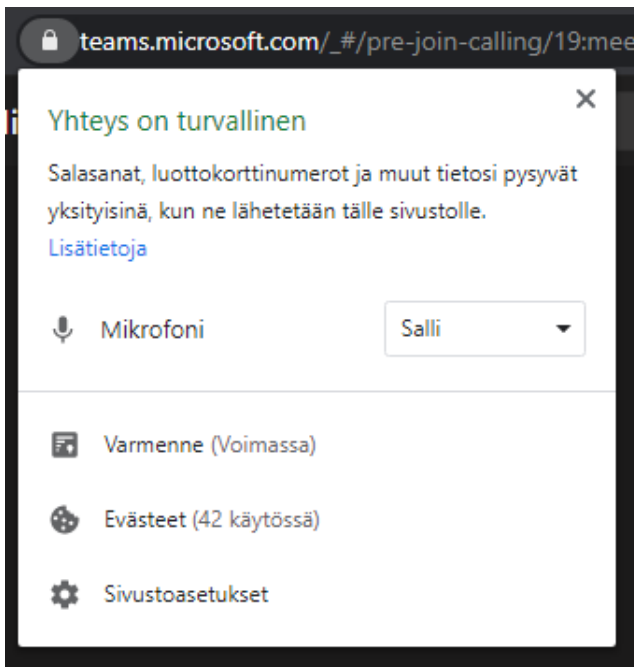 teams.microsoft.com/_#/pre-join-calling/19:mee
Yhteys on turvallinen
Salasanat, luottokorttinumerot ja muut tietosi pysyvät
yksityisinä, kun ne lähetetään tälle sivustolle.
Lisätietoja
Mikrofoni
Salli
Varmenne (Voimassa)
Evästeet (42 käytössä)
Sivustoasetukset